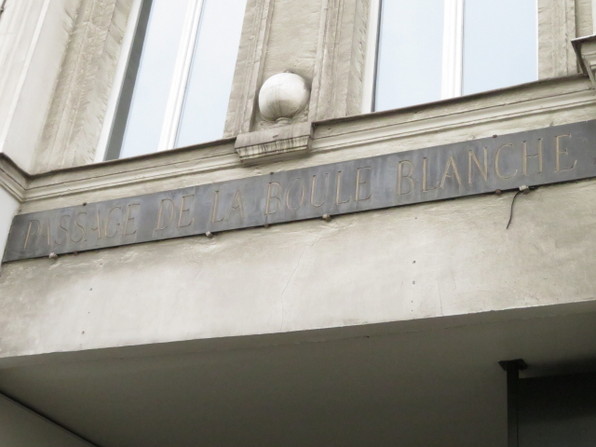 PASSAGE DE LA BOULE BLANCHE